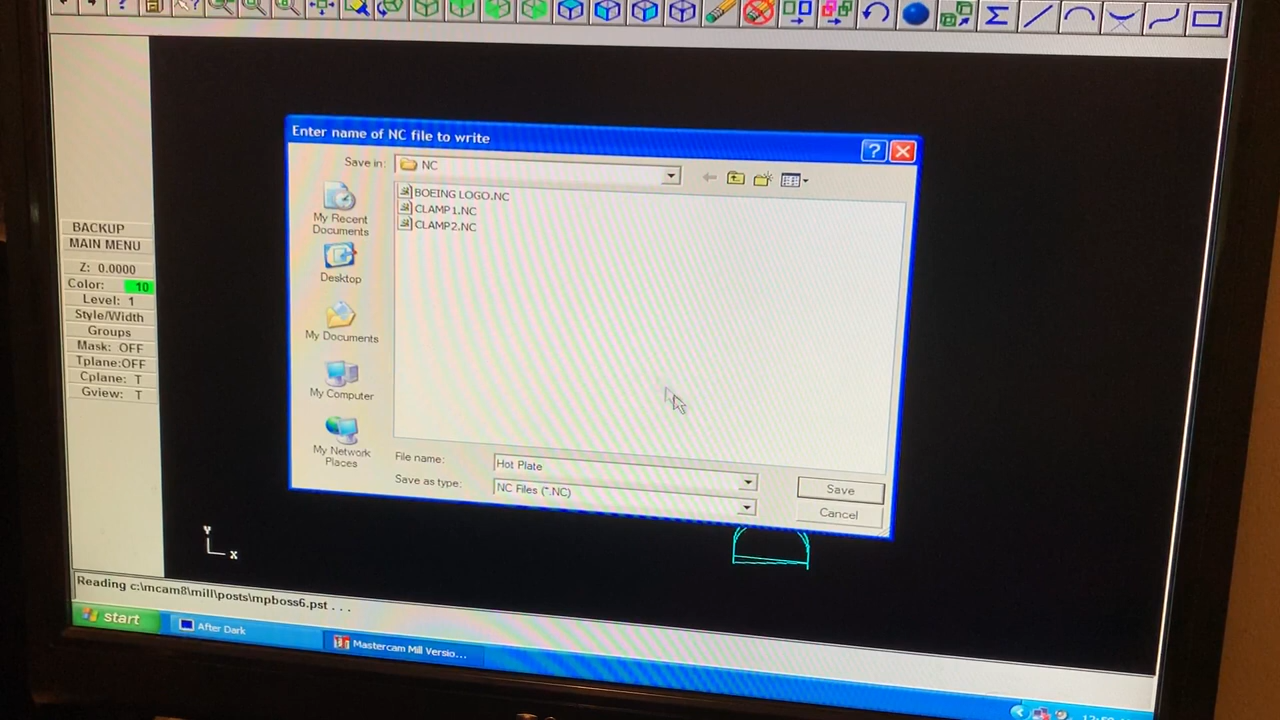 Enter name of NC file to write
Save in: NC
BOEING LOGO.NC
CLAMP1.NC
CLAMP2.NC
My Recent
Documents
Desktop
My Documents
My Computer
My Network
Places
File name: Hot Plate
Save as type: NC Files (*.NC)
Save
Cancel
BACKUP
MAIN MENU
Z: 0.0000
Color: 10
Level: 1
Style/Width
Groups
Mask: OFF
Tplane:OFF
Cplane: T
Gview: T
Y
X
Reading c:\mcam8\mill\posts\mpboss6.pst . . .
start
After Dark
Mastercam Mill Versio...